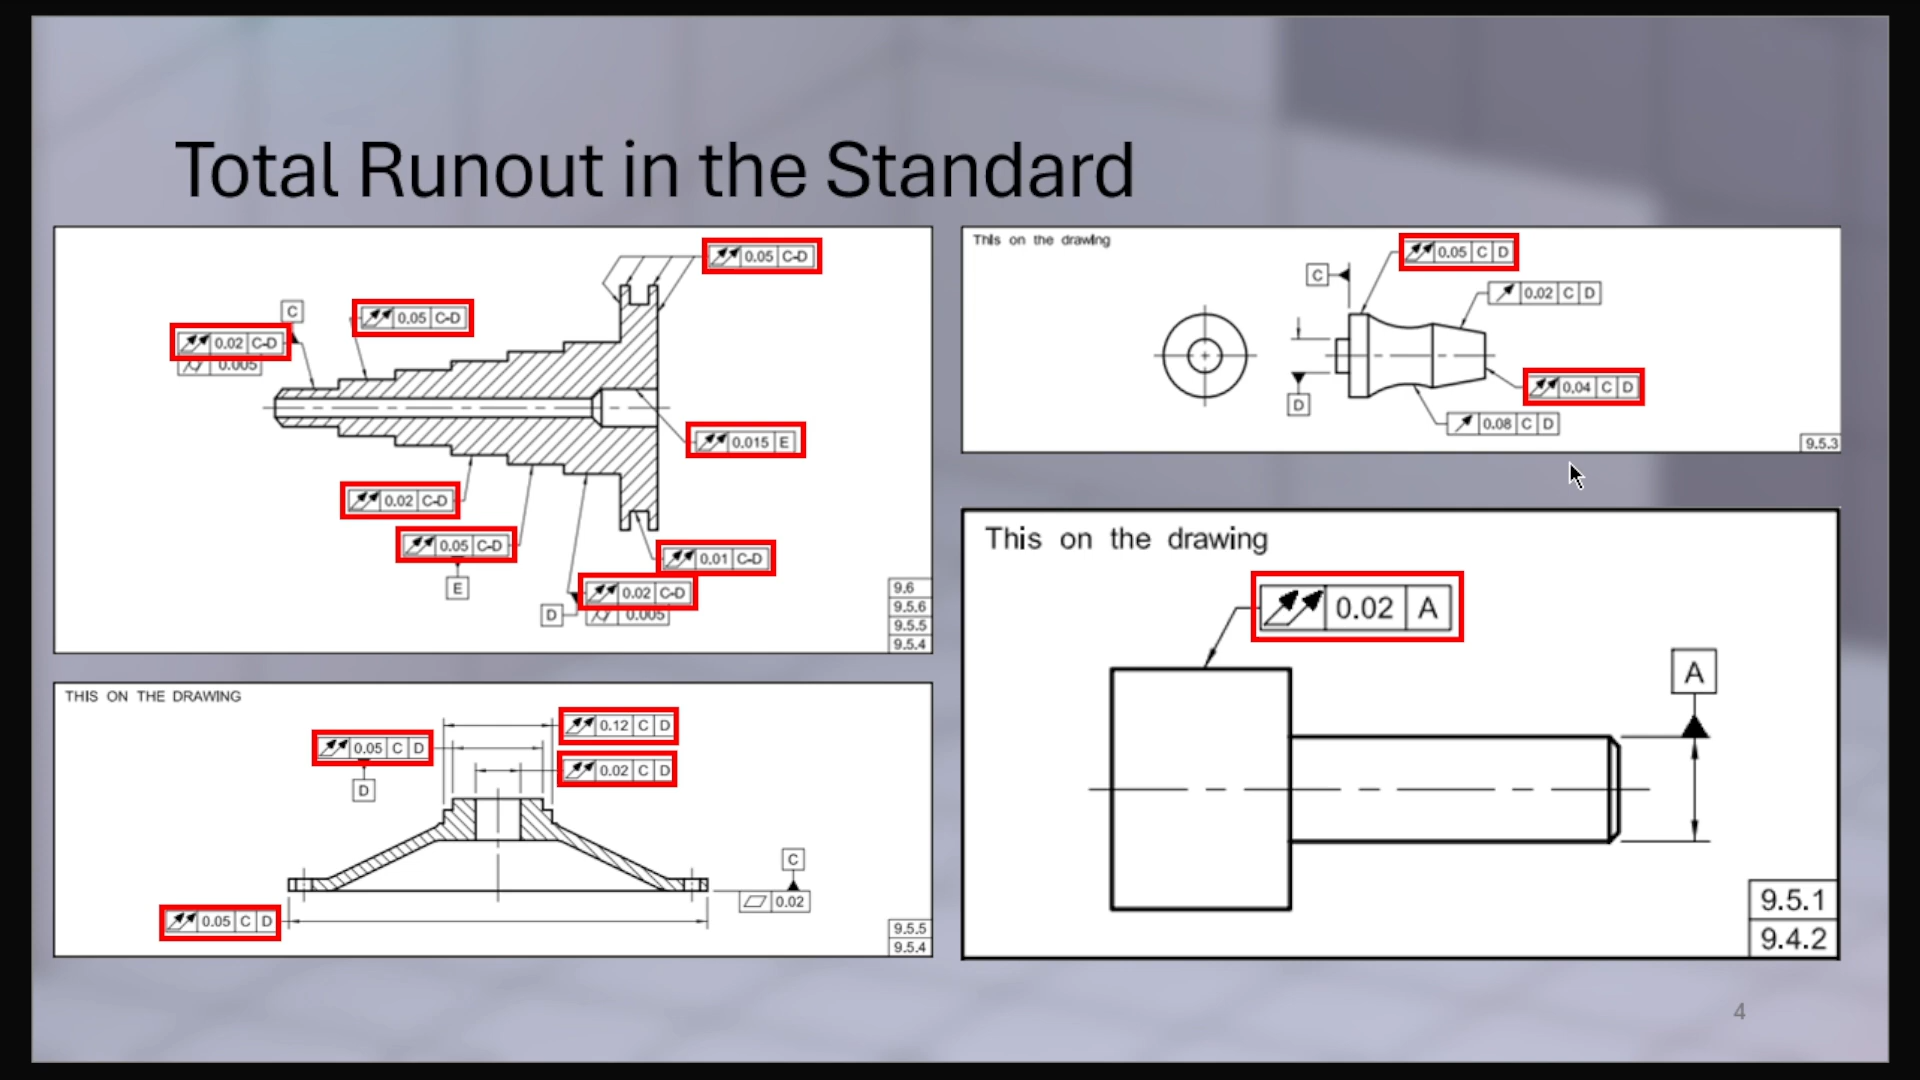 Total Runout in the Standard
0.05 C-D
C
0.05 C-D
0.02 C-D
0.005
0.015 E
0.02 C-D
0.05 C-D
E
0.01 C-D
0.02 C-D
D
0.005
9.6
9.5.6
9.5.5
9.5.4
THIS ON THE DRAWING
0.12 C D
0.05 C D
0.02 C D
D
C
0.02
0.05 C D
9.5.5
9.5.4
This on the drawing
0.05 C D
C
0.02 C D
0.04 C D
D
0.08 C D
9.5.3
This on the drawing
0.02 A
A
9.5.1
9.4.2
4